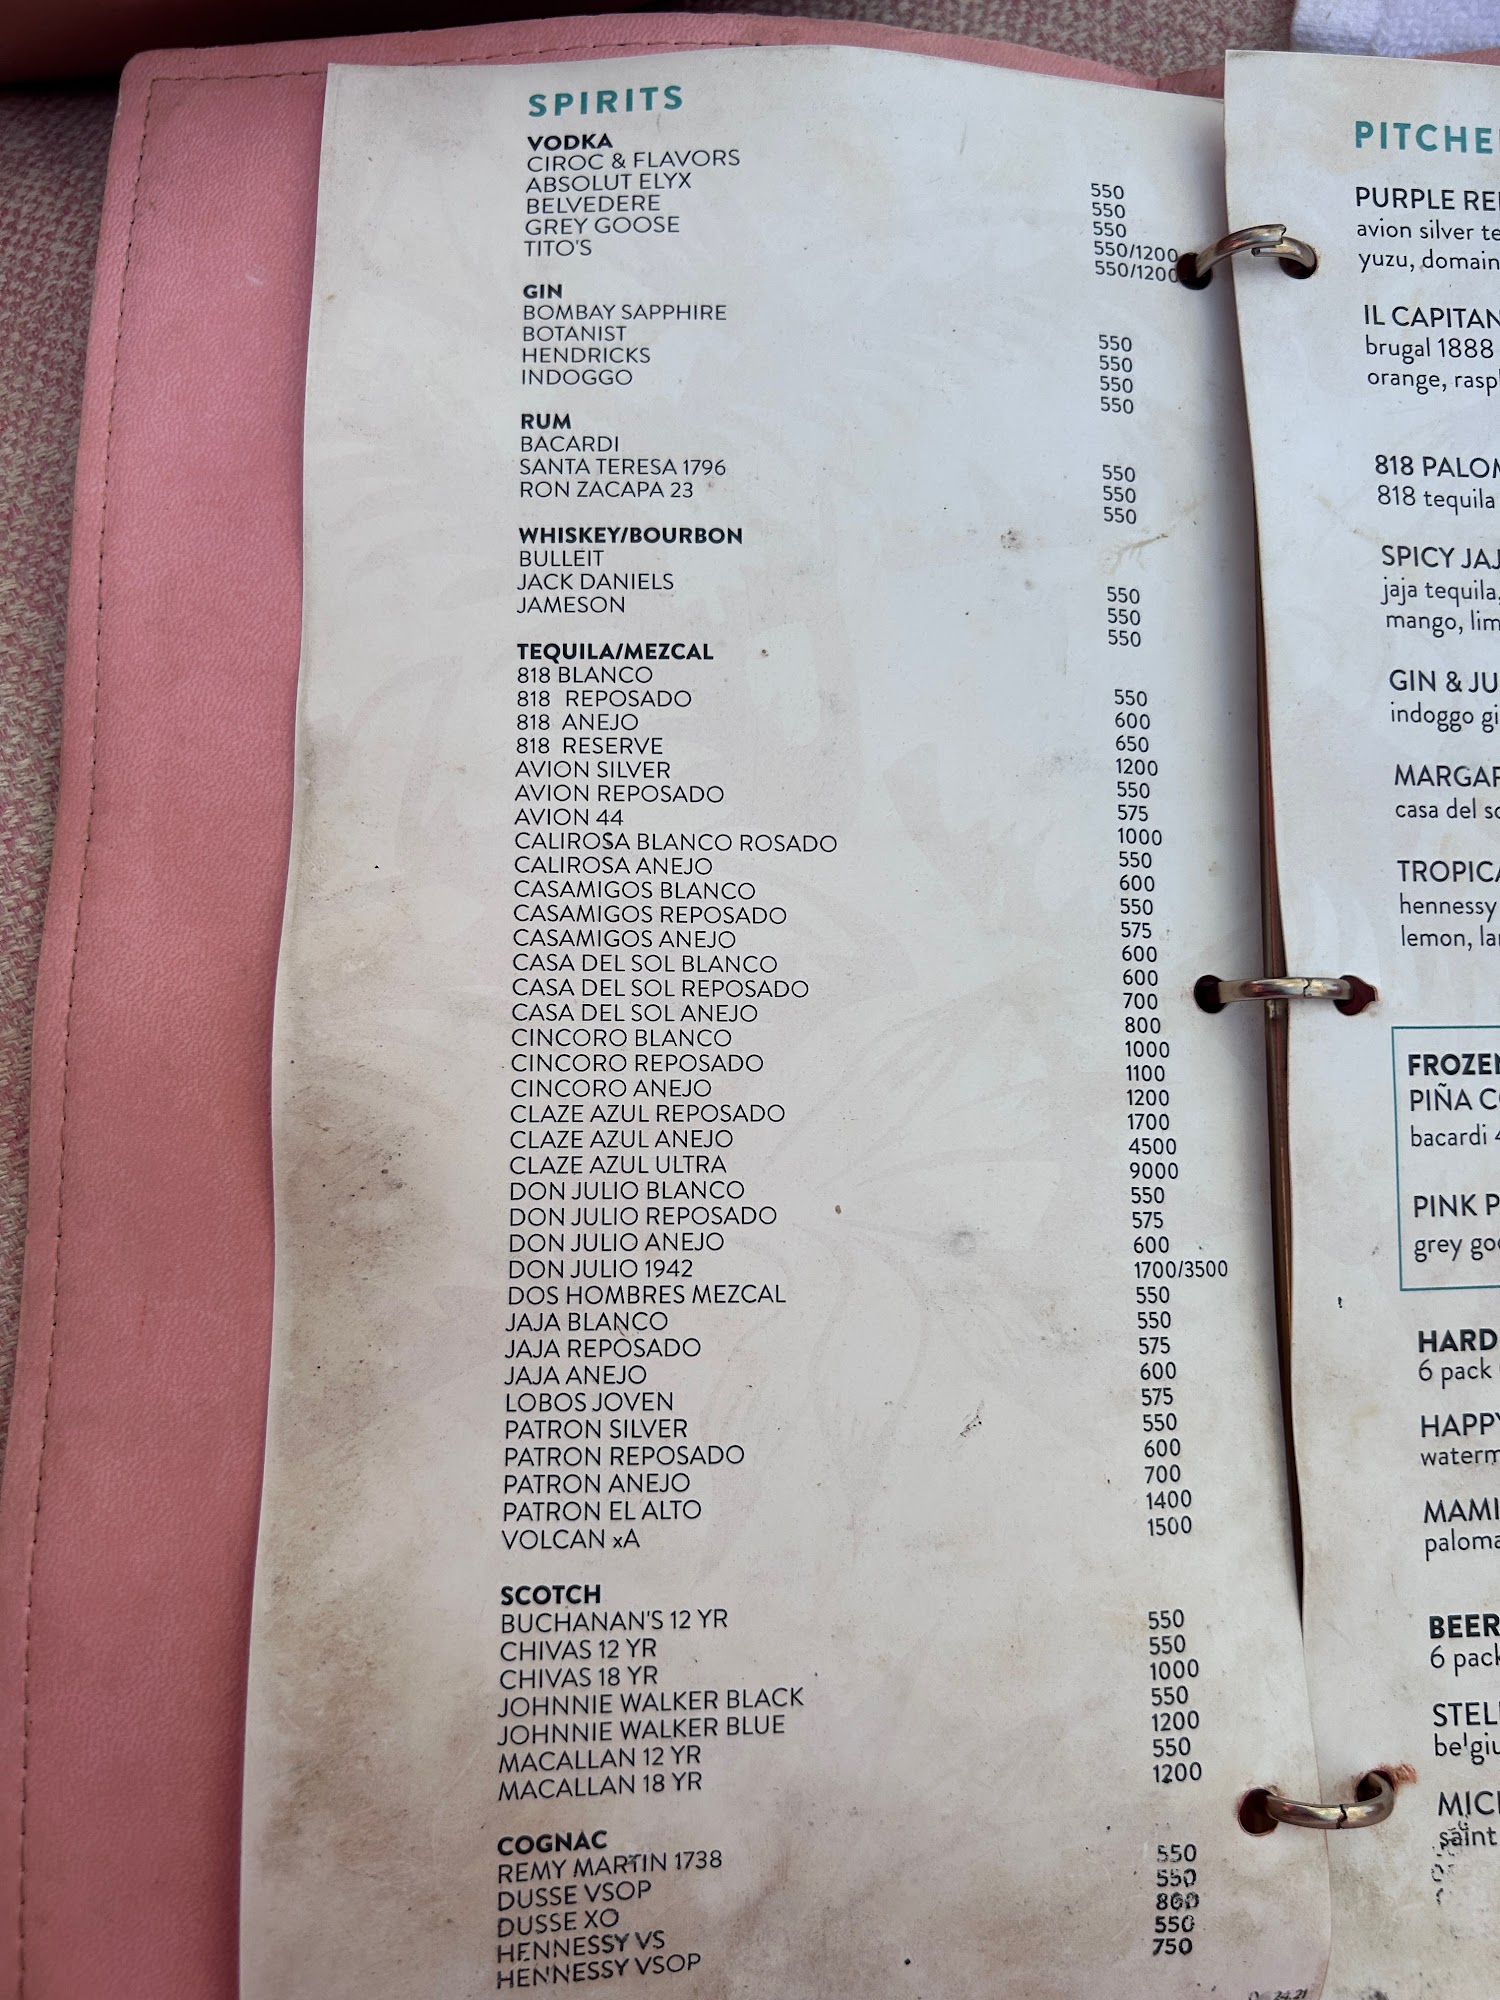 SPIRITS
VODKA
CIROC & FLAVORS 550
ABSOLUT ELYX 550
BELVEDERE 550
GREY GOOSE 550/1200
TITO'S 550/1200
GIN
BOMBAY SAPPHIRE 550
BOTANIST 550
HENDRICKS 550
INDOGGO 550
RUM
BACARDI 550
SANTA TERESA 1796 550
RON ZACAPA 23 550
WHISKEY/BOURBON
BULLEIT 550
JACK DANIELS 550
JAMESON 550
TEQUILA/MEZCAL
818 BLANCO 550
818 REPOSADO 600
818 ANEJO 650
818 RESERVE 1200
AVION SILVER 550
AVION REPOSADO 575
AVION 44 1000
CALIROSA BLANCO ROSADO 550
CALIROSA ANEJO 600
CASAMIGOS BLANCO 550
CASAMIGOS REPOSADO 575
CASAMIGOS ANEJO 600
CASA DEL SOL BLANCO 600
CASA DEL SOL REPOSADO 700
CASA DEL SOL ANEJO 800
CINCORO BLANCO 1000
CINCORO REPOSADO 1100
CINCORO ANEJO 1200
CLAZE AZUL REPOSADO 1700
CLAZE AZUL ANEJO 4500
CLAZE AZUL ULTRA 9000
DON JULIO BLANCO 550
DON JULIO REPOSADO 575
DON JULIO ANEJO 600
DON JULIO 1942 1700/3500
DOS HOMBRES MEZCAL 550
JAJA BLANCO 550
JAJA REPOSADO 575
JAJA ANEJO 600
LOBOS JOVEN 575
PATRON SILVER 550
PATRON REPOSADO 600
PATRON ANEJO 700
PATRON EL ALTO 1400
VOLCAN xA 1500
SCOTCH
BUCHANAN'S 12 YR 550
CHIVAS 12 YR 550
CHIVAS 18 YR 1000
JOHNNIE WALKER BLACK 550
JOHNNIE WALKER BLUE 1200
MACALLAN 12 YR 550
MACALLAN 18 YR 1200
COGNAC
REMY MARTIN 1738 550
DUSSE VSOP 550
DUSSE XO 800
HENNESSY VS 550
HENNESSY VSOP 750
PITCHE
PURPLE RE
avion silver te
yuzu, domain
IL CAPITAN
brugal 1888
orange, rasp
818 PALOM
818 tequila
SPICY JAJ
jaja tequila,
mango, lim
GIN & JU
indoggo gi
MARGAR
casa del so
TROPICA
hennessy
lemon, la
FROZEN
PIÑA CO
bacardi 4
PINK P
grey goo
HARD
6 pack
HAPPY
waterm
MAMI
paloma
BEER
6 pack
STEL
belgiu
MIC
saint